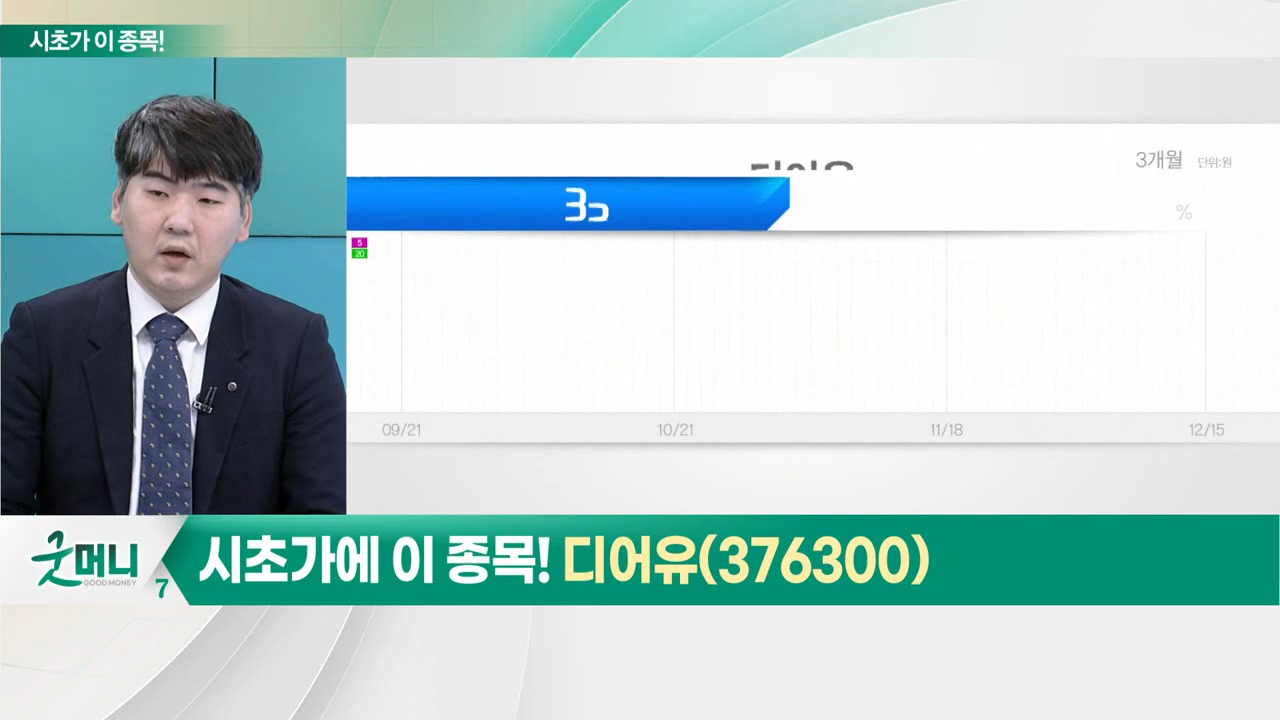 시초가 이 종목!
3개월 단위:원
%
5
20
09/21 10/21 11/18 12/15
굿머니
GOOD MONEY
7
시초가에 이 종목! 디어유(376300)